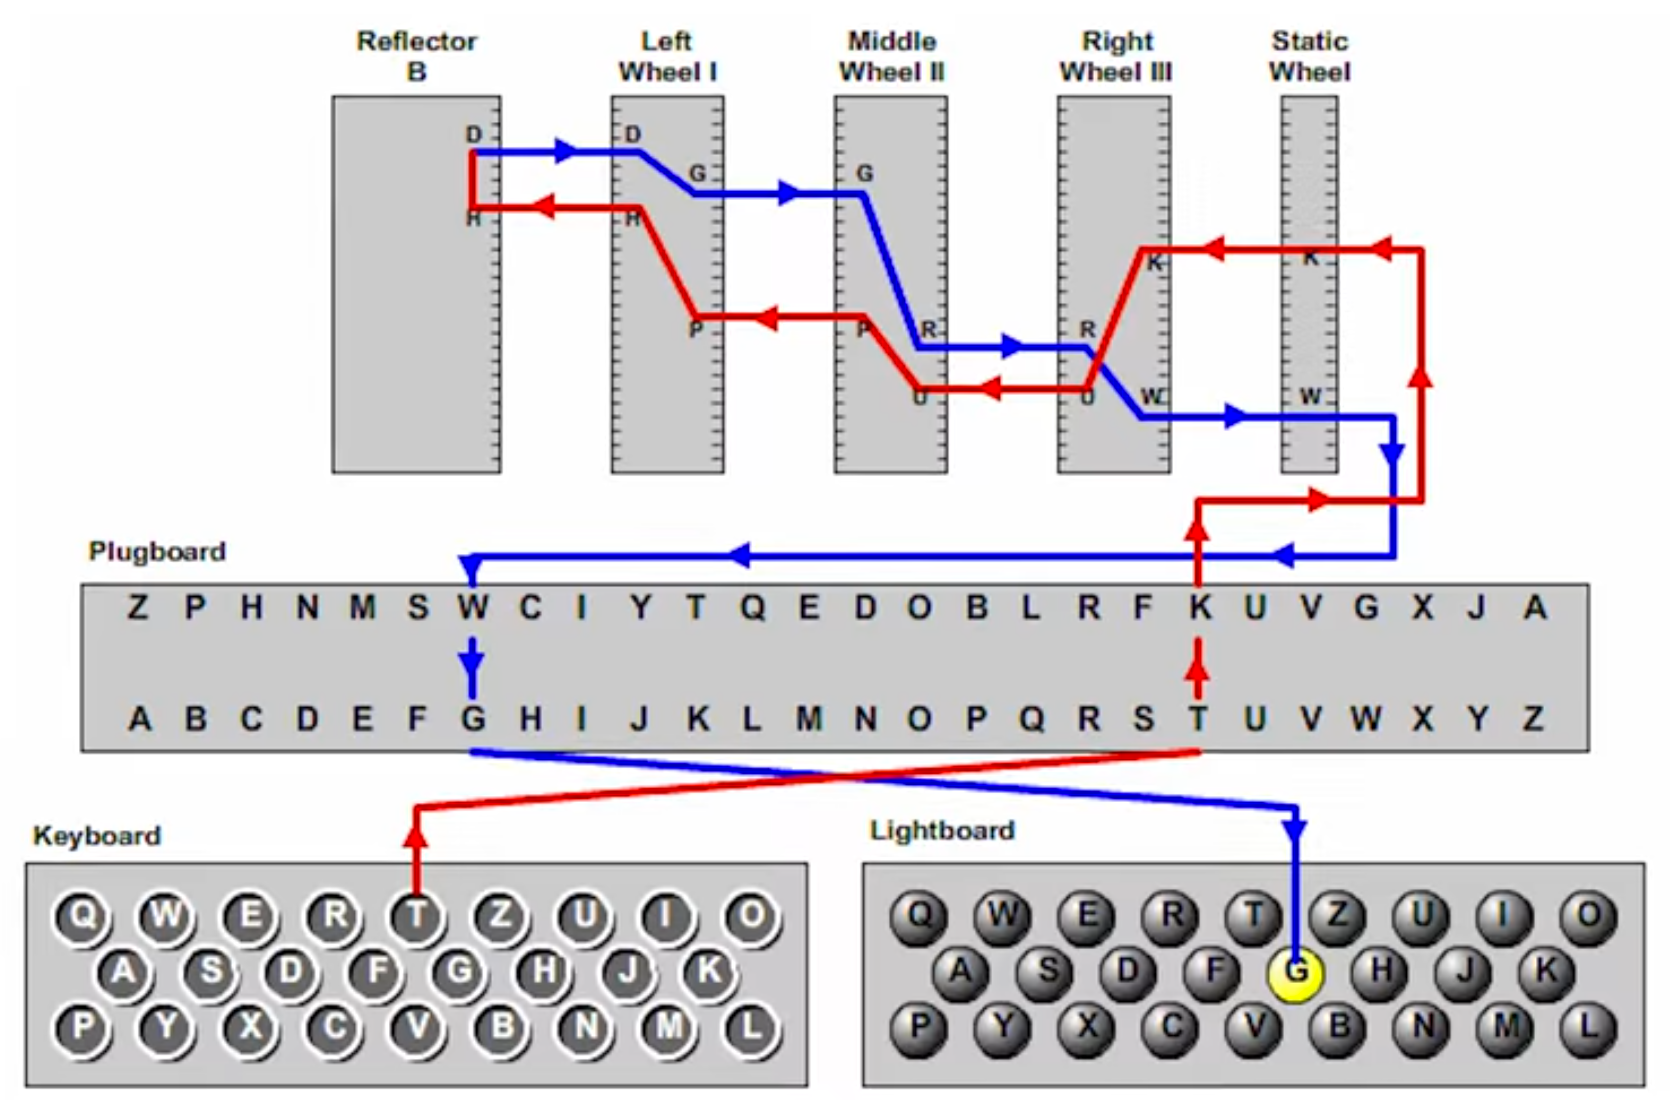 Reflector B
Left Wheel I
Middle Wheel II
Right Wheel III
Static Wheel
D D
G G
H H
K K
P P R R
U U W W
Plugboard
Z P H N M S W C I Y T Q E D O B L R F K U V G X J A
A B C D E F G H I J K L M N O P Q R S T U V W X Y Z
Keyboard
Q W E R T Z U I O
A S D F G H J K
P Y X C V B N M L
Lightboard
Q W E R T Z U I O
A S D F G H J K
P Y X C V B N M L